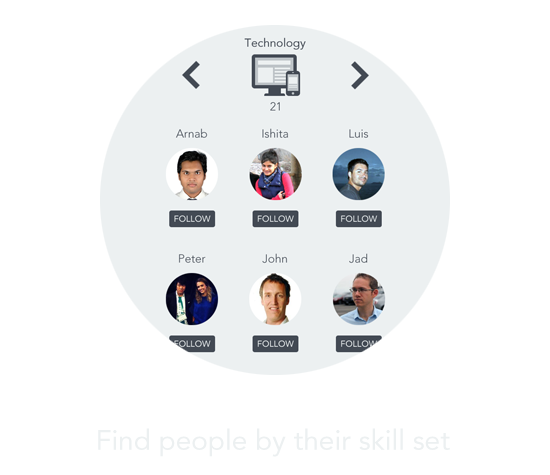 Technology
21
Arnab Ishita Luis
FOLLOW FOLLOW FOLLOW
Peter John Jad
FOLLOW FOLLOW FOLLOW
Find people by their skill set